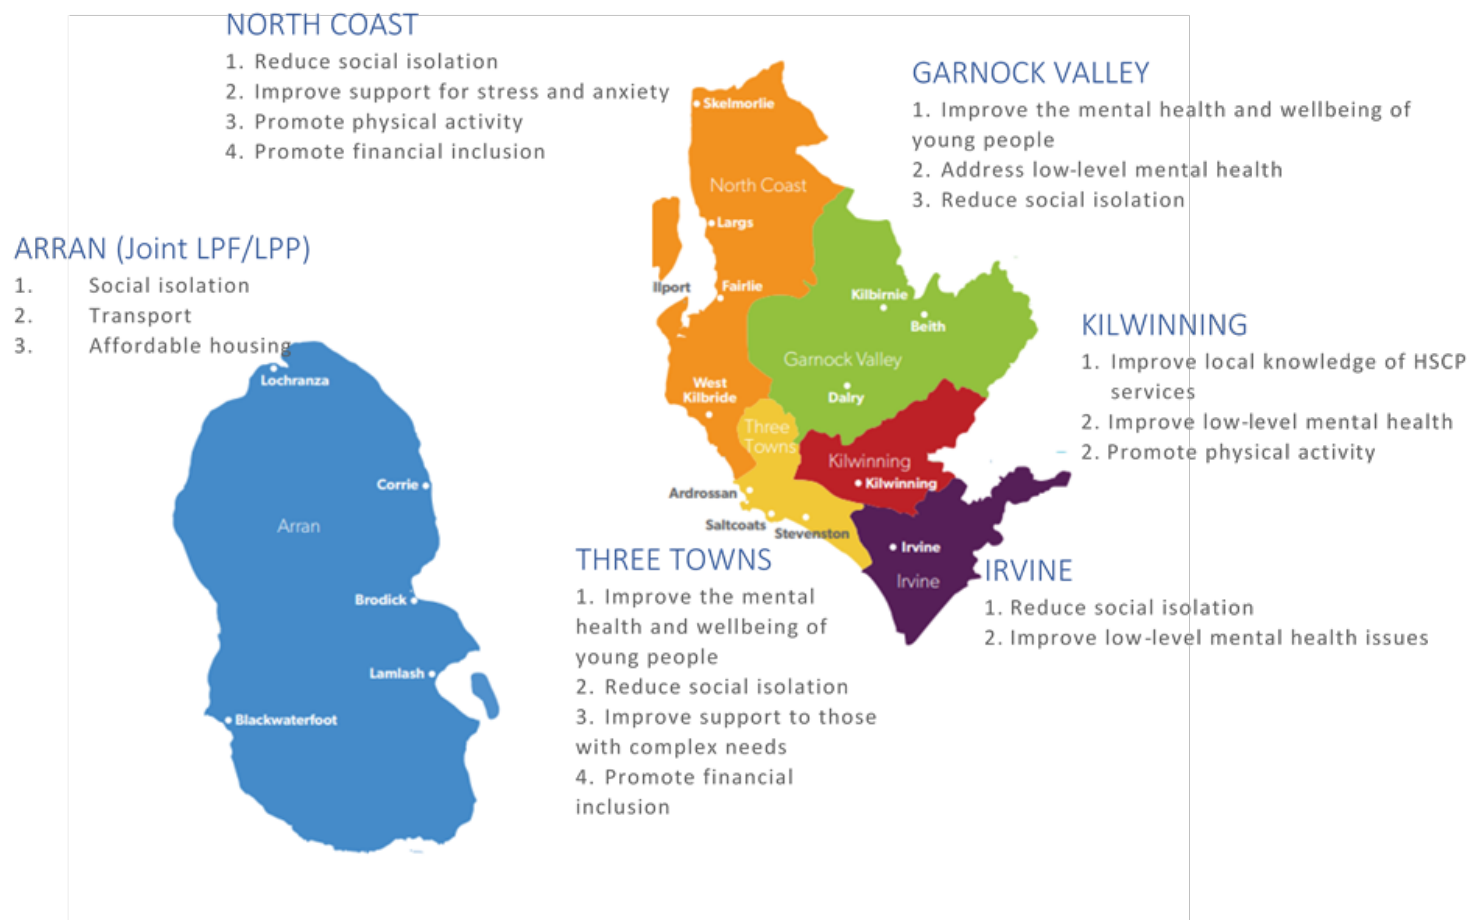 NORTH COAST
1. Reduce social isolation
2. Improve support for stress and anxiety
3. Promote physical activity
4. Promote financial inclusion
GARNOCK VALLEY
1. Improve the mental health and wellbeing of
young people
2. Address low-level mental health
3. Reduce social isolation
ARRAN (Joint LPF/LPP)
1. Social isolation
2. Transport
3. Affordable housing
KILWINNING
1. Improve local knowledge of HSCP
services
2. Improve low-level mental health
2. Promote physical activity
THREE TOWNS
1. Improve the mental
health and wellbeing of
young people
2. Reduce social isolation
3. Improve support to those
with complex needs
4. Promote financial
inclusion
IRVINE
1. Reduce social isolation
2. Improve low-level mental health issues
Skelmorlie
North Coast
Largs
llport
Fairlie
Kilbirnie
Beith
Garnock Valley
West
Kilbride
Dalry
Three
Towns
Kilwinning
Kilwinning
Ardrossan
Saltcoats
Stevenston
Irvine
Irvine
Lochranza
Corrie
Arran
Brodick
Lamlash
Blackwaterfoot